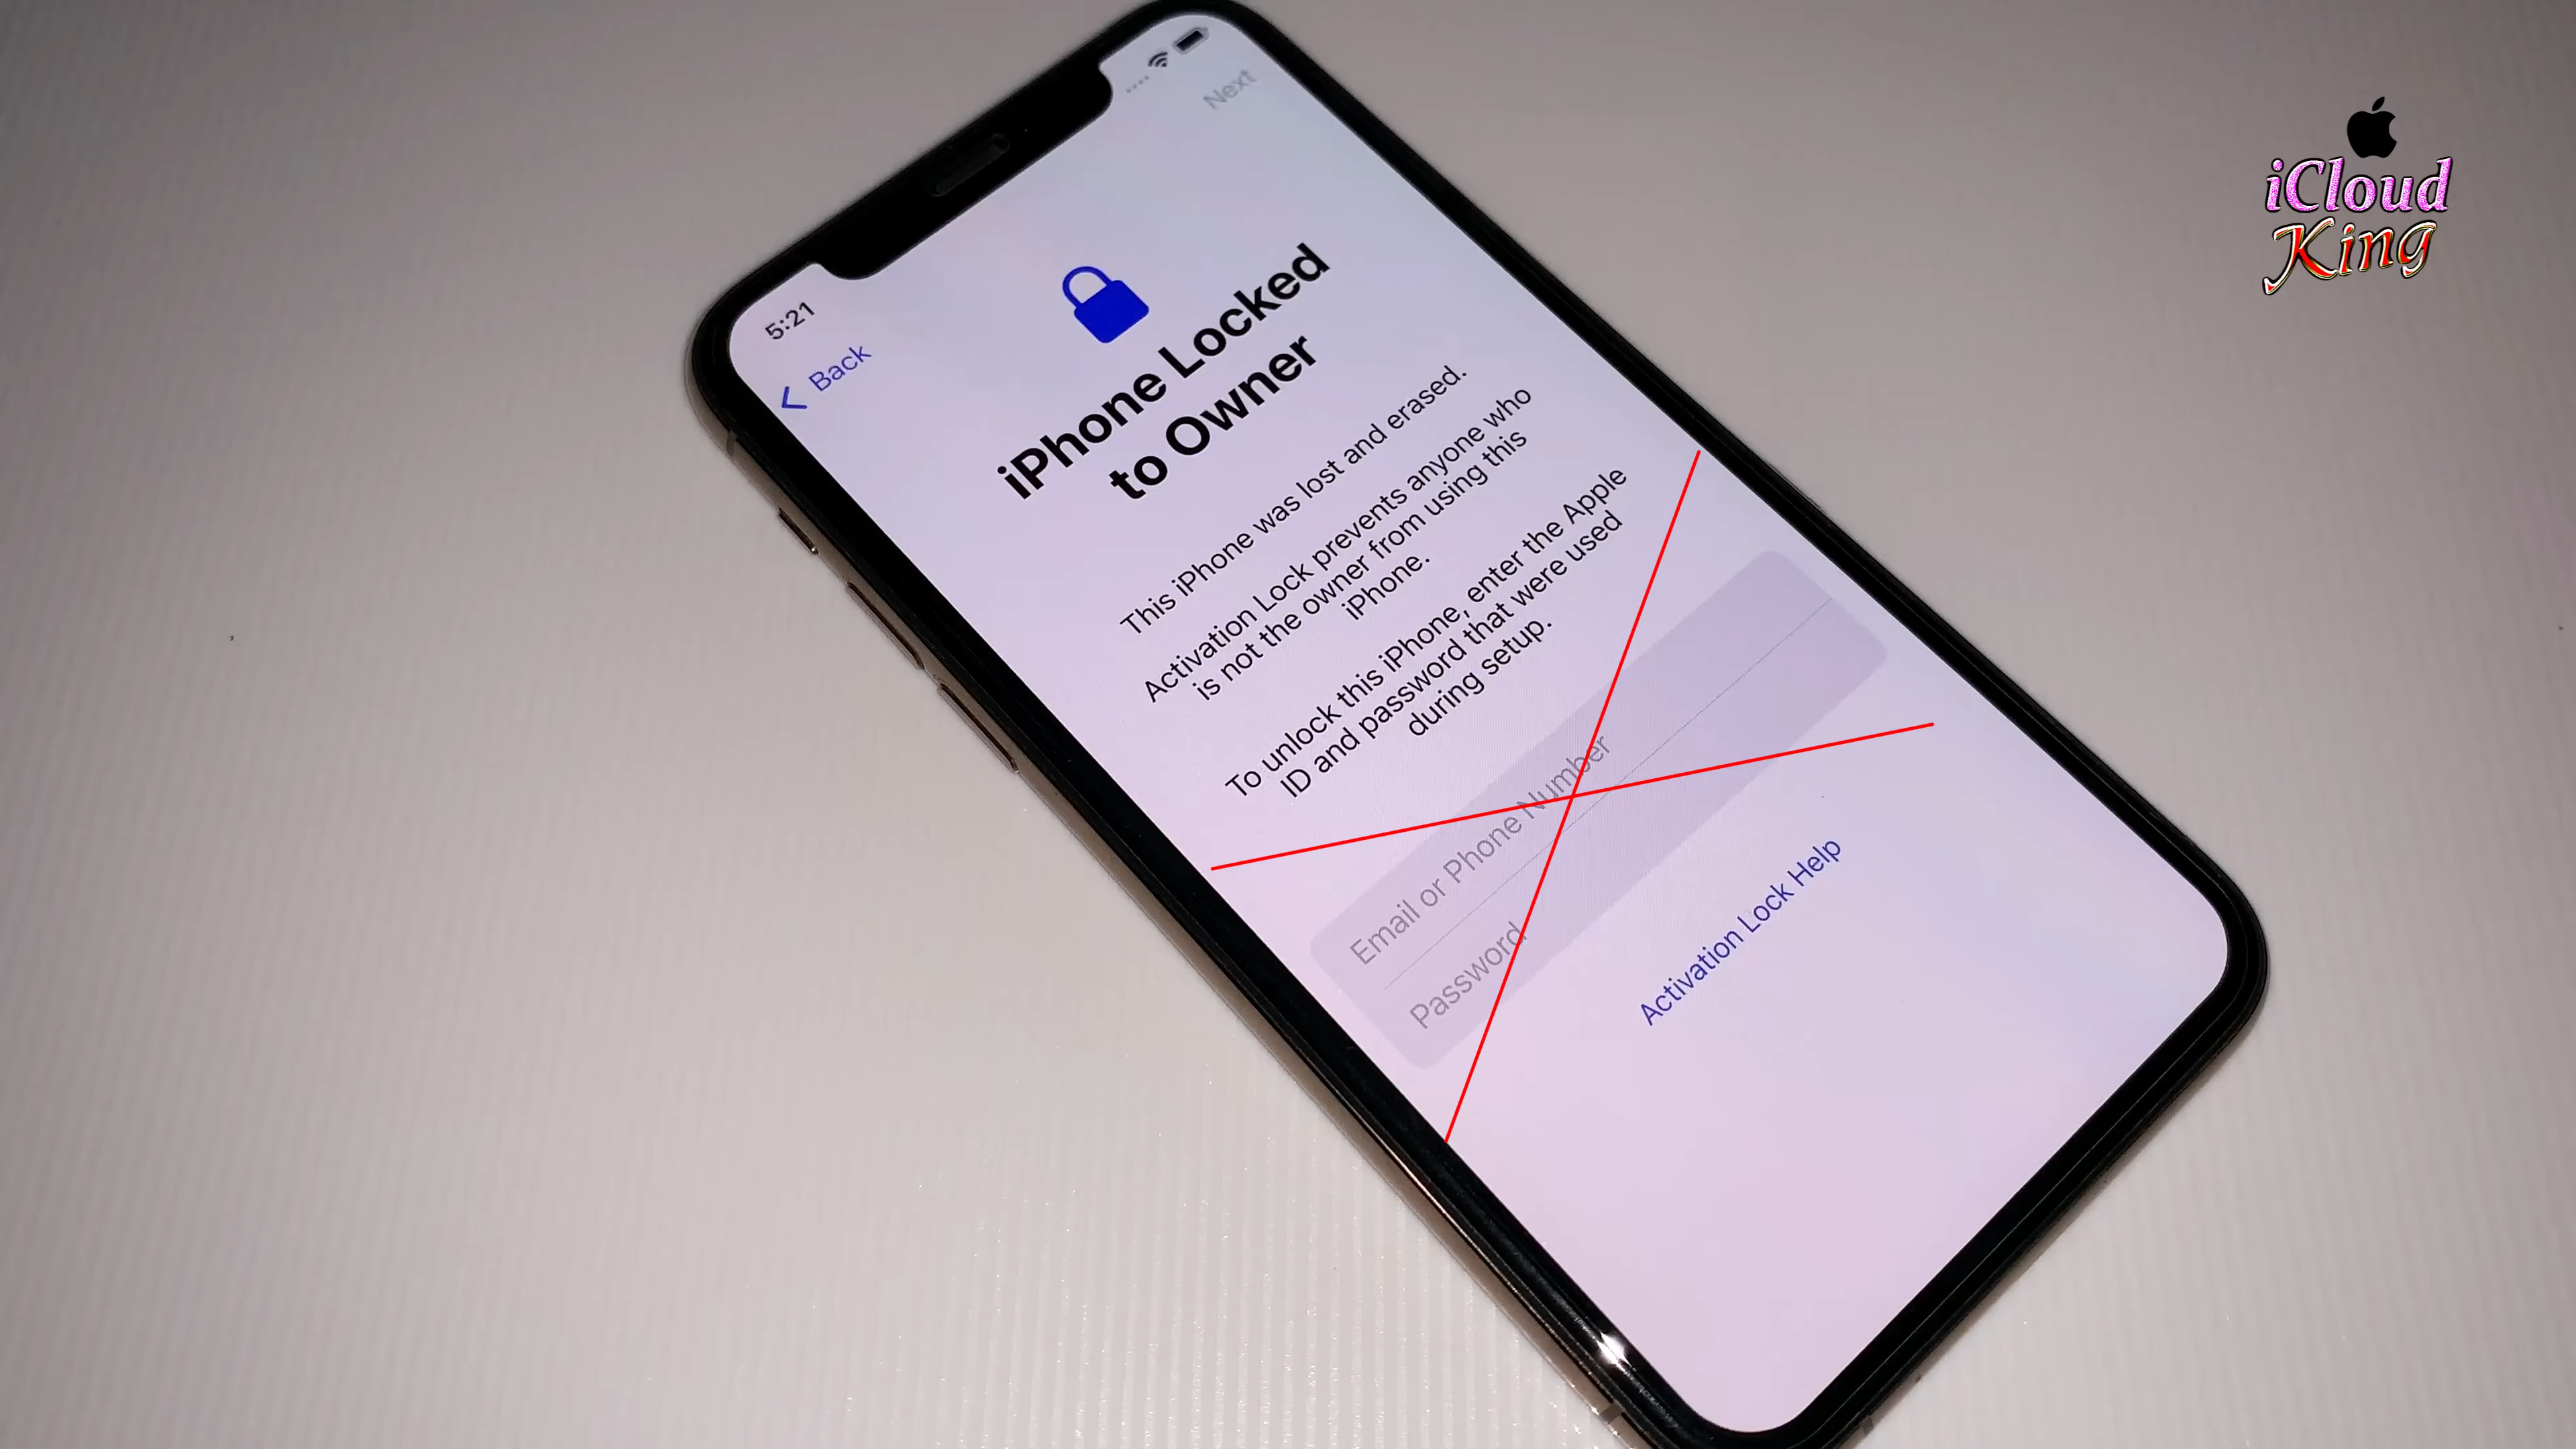 5:21
Back
Next
iPhone Locked
to Owner
This iPhone was lost and erased.
Activation Lock prevents anyone who
is not the owner from using this
iPhone.
To unlock this iPhone, enter the Apple
ID and password that were used
during setup.
Email or Phone Number
Password
Activation Lock Help
iCloud
King